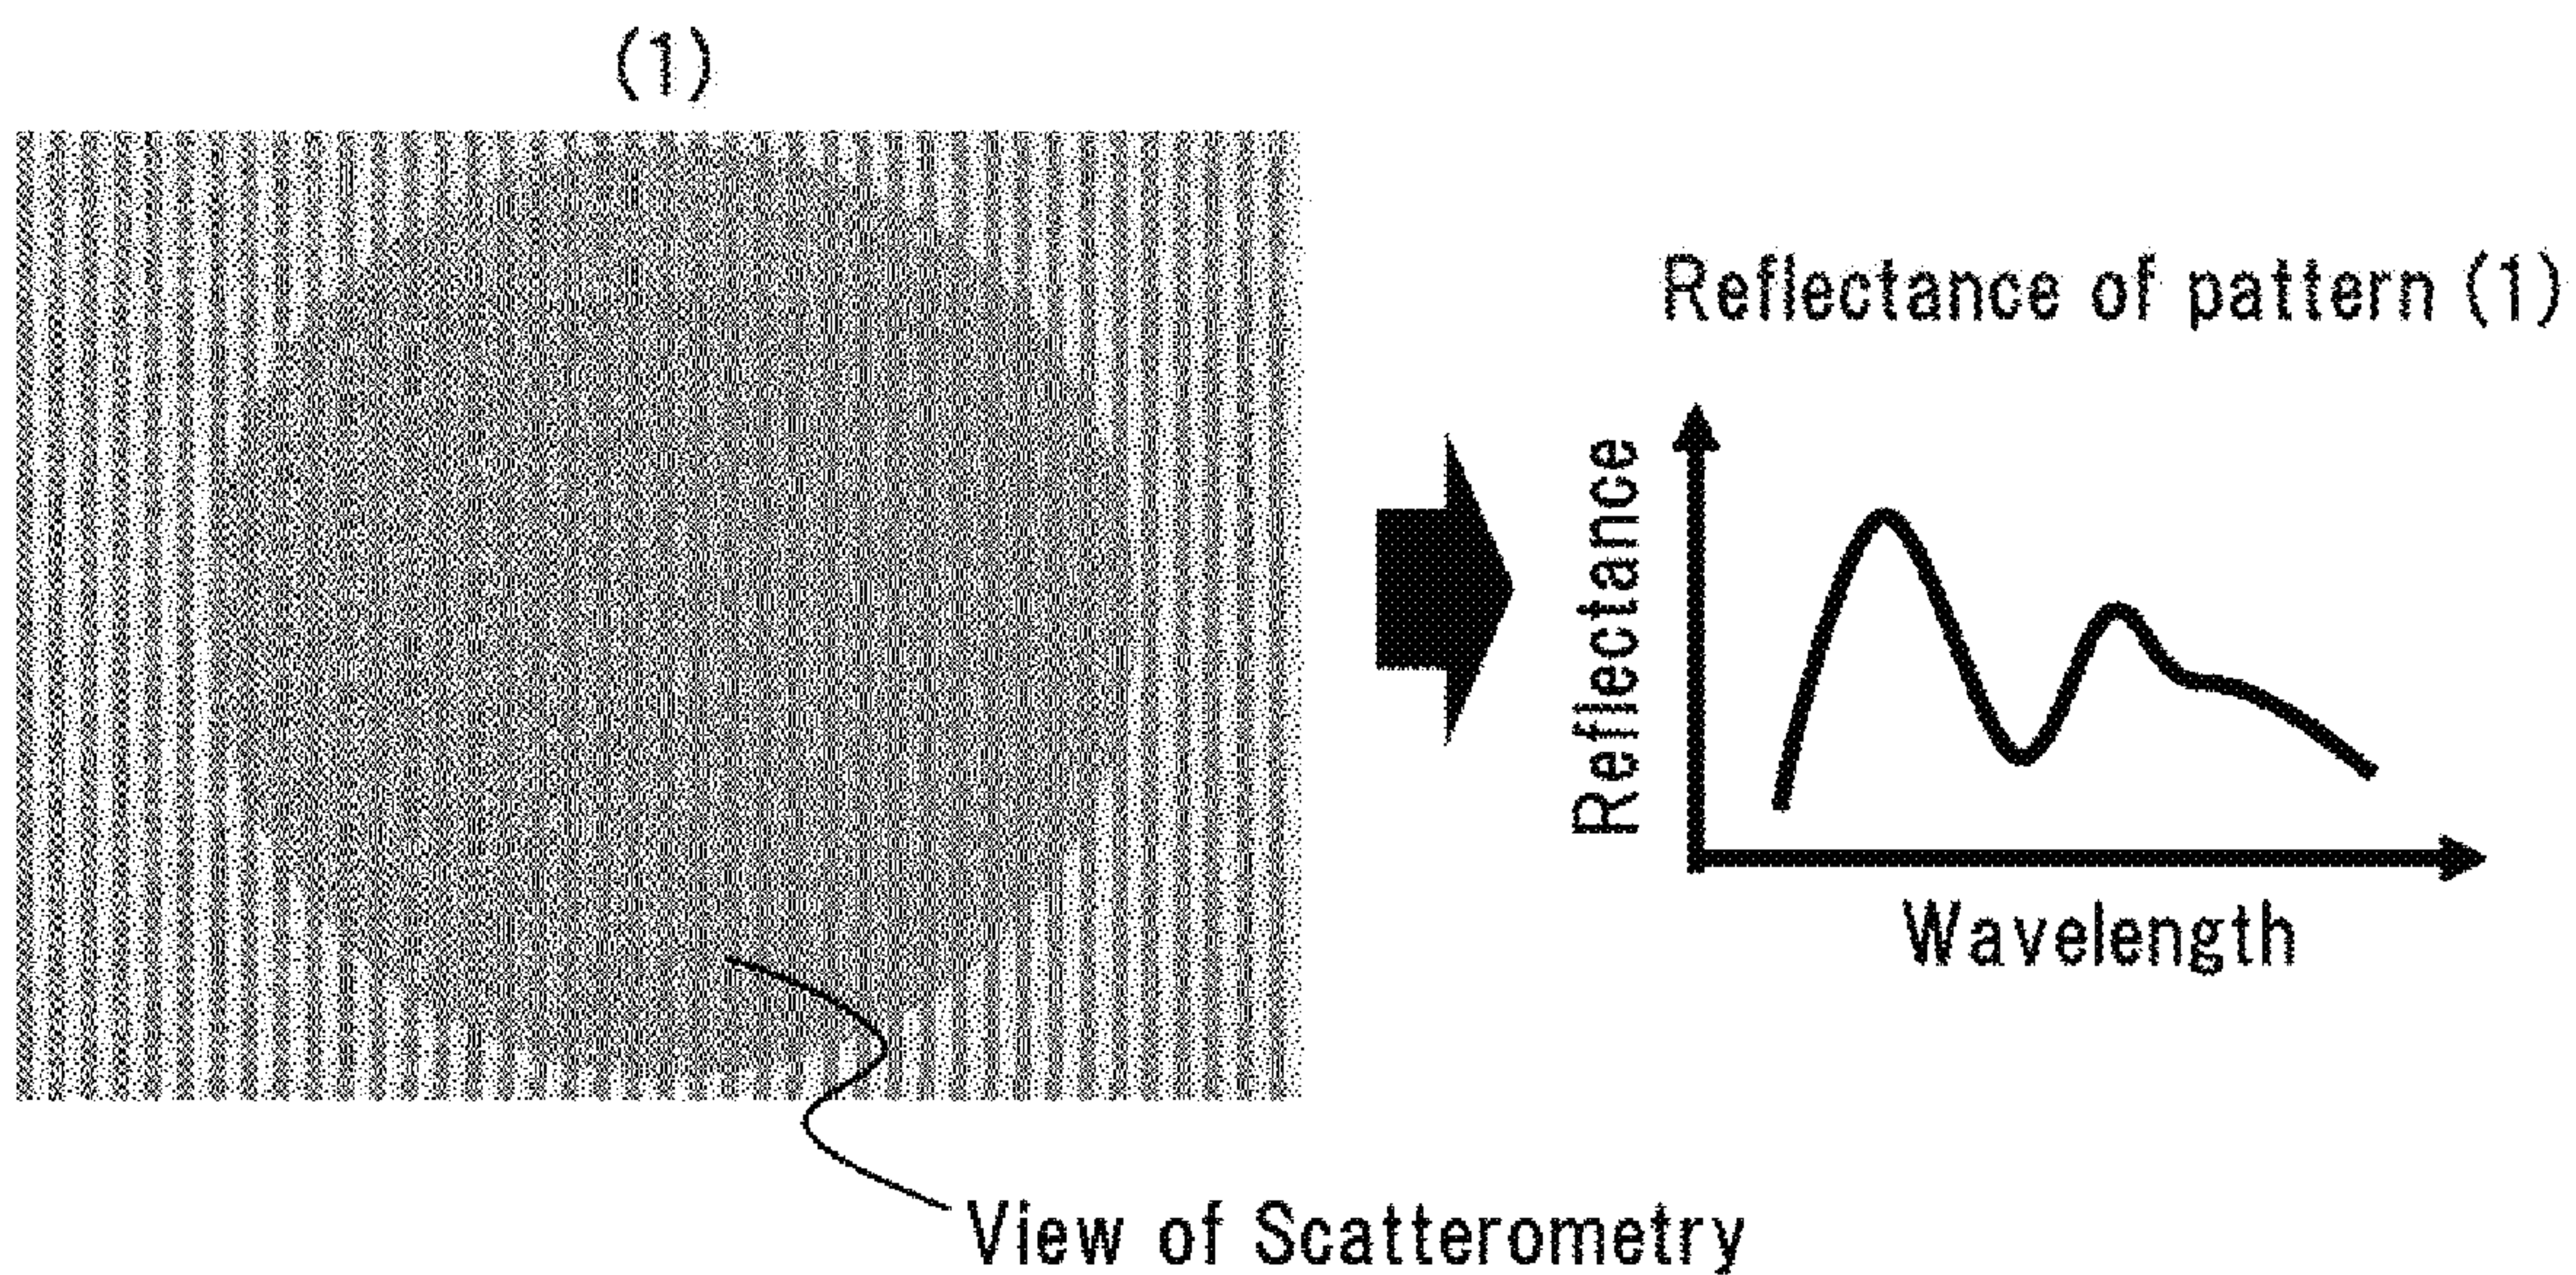 (1)
Reflectance of pattern (1)
Reflectance
Wavelength
View of Scatterometry